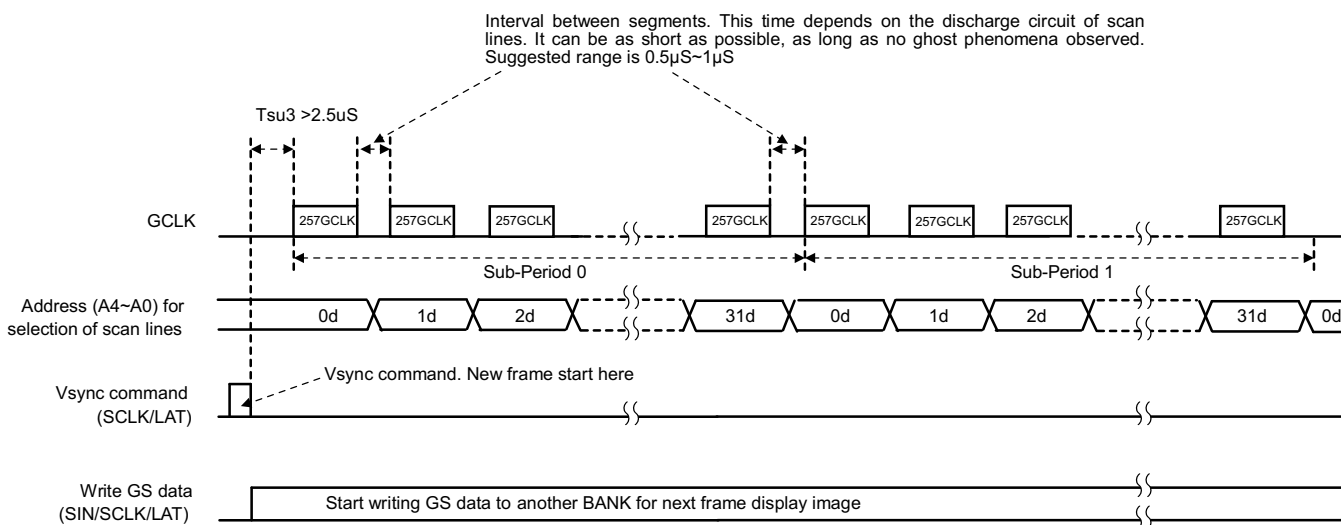 Interval between segments. This time depends on the discharge circuit of scan
lines. It can be as short as possible, as long as no ghost phenomena observed.
Suggested range is 0.5µS~1µS
Tsu3 >2.5uS
GCLK
257GCLK 257GCLK 257GCLK 257GCLK 257GCLK 257GCLK 257GCLK 257GCLK
Sub-Period 0 Sub-Period 1
Address (A4~A0) for
selection of scan lines
0d 1d 2d 31d 0d 1d 2d 31d 0d
Vsync command. New frame start here
Vsync command
(SCLK/LAT)
Write GS data
(SIN/SCLK/LAT)
Start writing GS data to another BANK for next frame display image